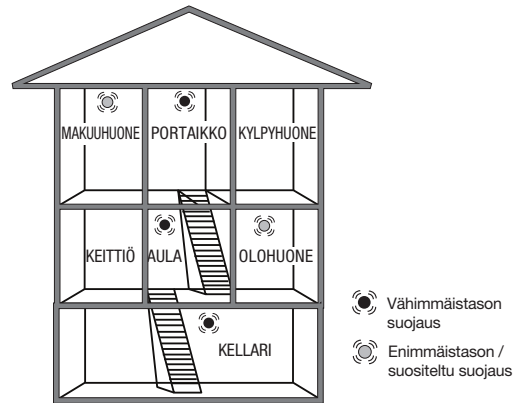 MAKUUHUONE PORTAIKKO KYLPYHUONE
KEITTIÖ AULA OLOHUONE
KELLARI
Vähimmäistason
suojaus
Enimmäistason /
suositeltu suojaus